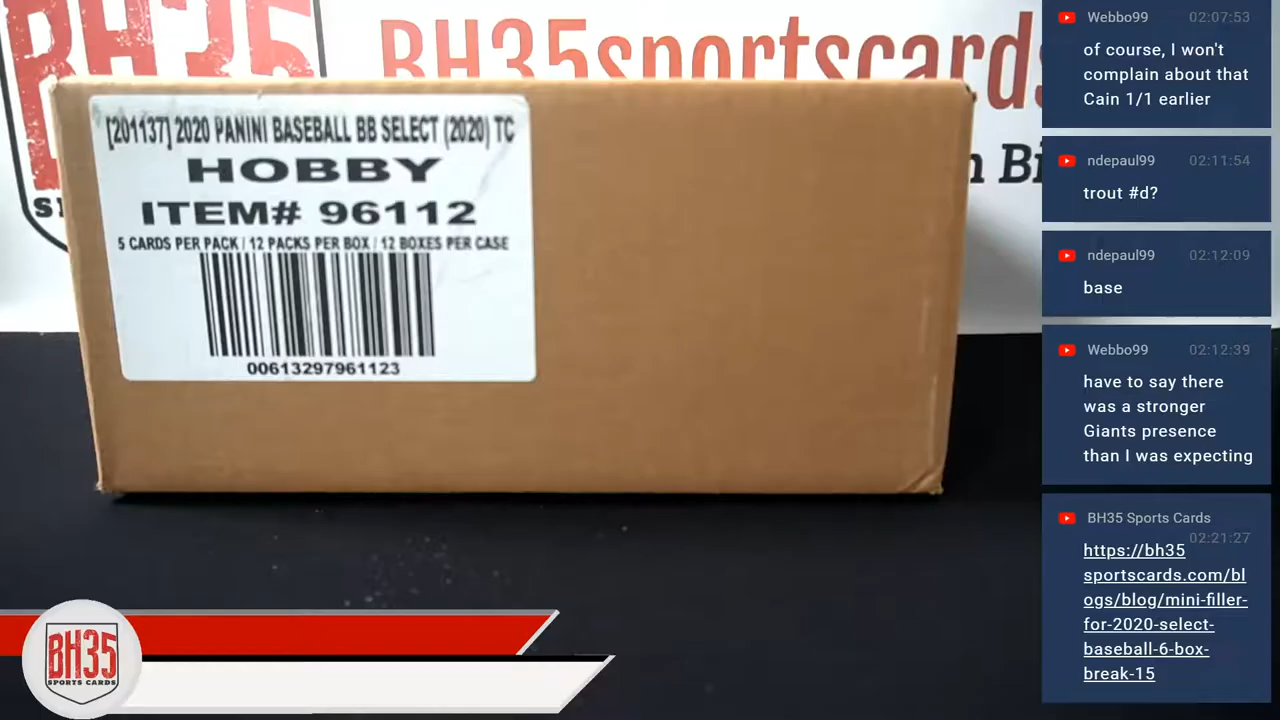 BH35
BH35sportscards
[201137] 2020 PANINI BASEBALL BB SELECT (2020) TC
HOBBY
ITEM# 96112
5 CARDS PER PACK / 12 PACKS PER BOX / 12 BOXES PER CASE
00613297961123
BH35
SPORTS CARDS
Webbo99 02:07:53
of course, I won't
complain about that
Cain 1/1 earlier
ndepaul99 02:11:54
trout #d?
ndepaul99 02:12:09
base
Webbo99 02:12:39
have to say there
was a stronger
Giants presence
than I was expecting
BH35 Sports Cards
02:21:27
https://bh35
sportscards.com/bl
ogs/blog/mini-filler-
for-2020-select-
baseball-6-box-
break-15